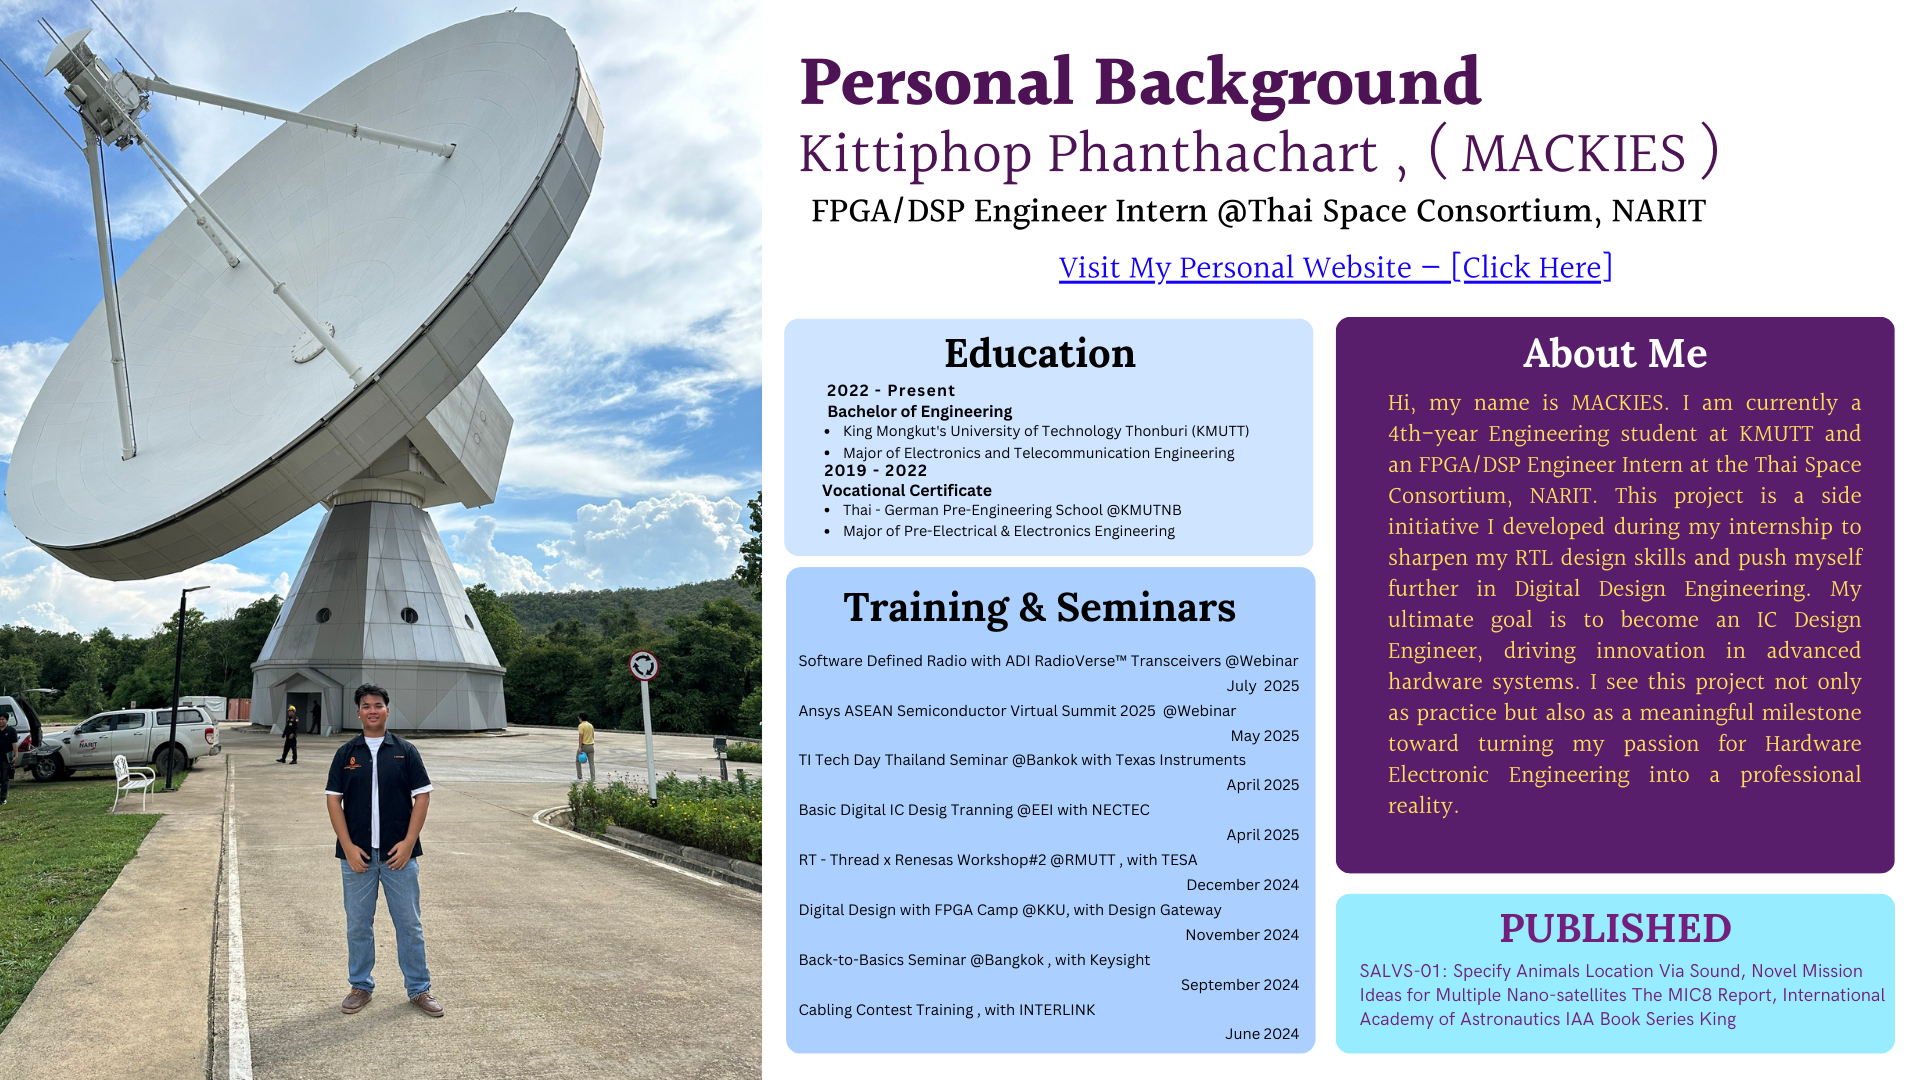 Personal Background
Kittiphop Phanthachart , ( MACKIES )
FPGA/DSP Engineer Intern @Thai Space Consortium, NARIT
Visit My Personal Website – [Click Here]
Education
2022 - Present
Bachelor of Engineering
• King Mongkut's University of Technology Thonburi (KMUTT)
• Major of Electronics and Telecommunication Engineering
2019 - 2022
Vocational Certificate
• Thai - German Pre-Engineering School @KMUTNB
• Major of Pre-Electrical & Electronics Engineering
Training & Seminars
Software Defined Radio with ADI RadioVerse™ Transceivers @Webinar
July 2025
Ansys ASEAN Semiconductor Virtual Summit 2025 @Webinar
May 2025
TI Tech Day Thailand Seminar @Bankok with Texas Instruments
April 2025
Basic Digital IC Desig Tranning @EEI with NECTEC
April 2025
RT - Thread x Renesas Workshop#2 @RMUTT , with TESA
December 2024
Digital Design with FPGA Camp @KKU, with Design Gateway
November 2024
Back-to-Basics Seminar @Bangkok , with Keysight
September 2024
Cabling Contest Training , with INTERLINK
June 2024
About Me
Hi, my name is MACKIES. I am currently a
4th-year Engineering student at KMUTT and
an FPGA/DSP Engineer Intern at the Thai Space
Consortium, NARIT. This project is a side
initiative I developed during my internship to
sharpen my RTL design skills and push myself
further in Digital Design Engineering. My
ultimate goal is to become an IC Design
Engineer, driving innovation in advanced
hardware systems. I see this project not only
as practice but also as a meaningful milestone
toward turning my passion for Hardware
Electronic Engineering into a professional
reality.
PUBLISHED
SALVS-01: Specify Animals Location Via Sound, Novel Mission
Ideas for Multiple Nano-satellites The MIC8 Report, International
Academy of Astronautics IAA Book Series King
NARIT